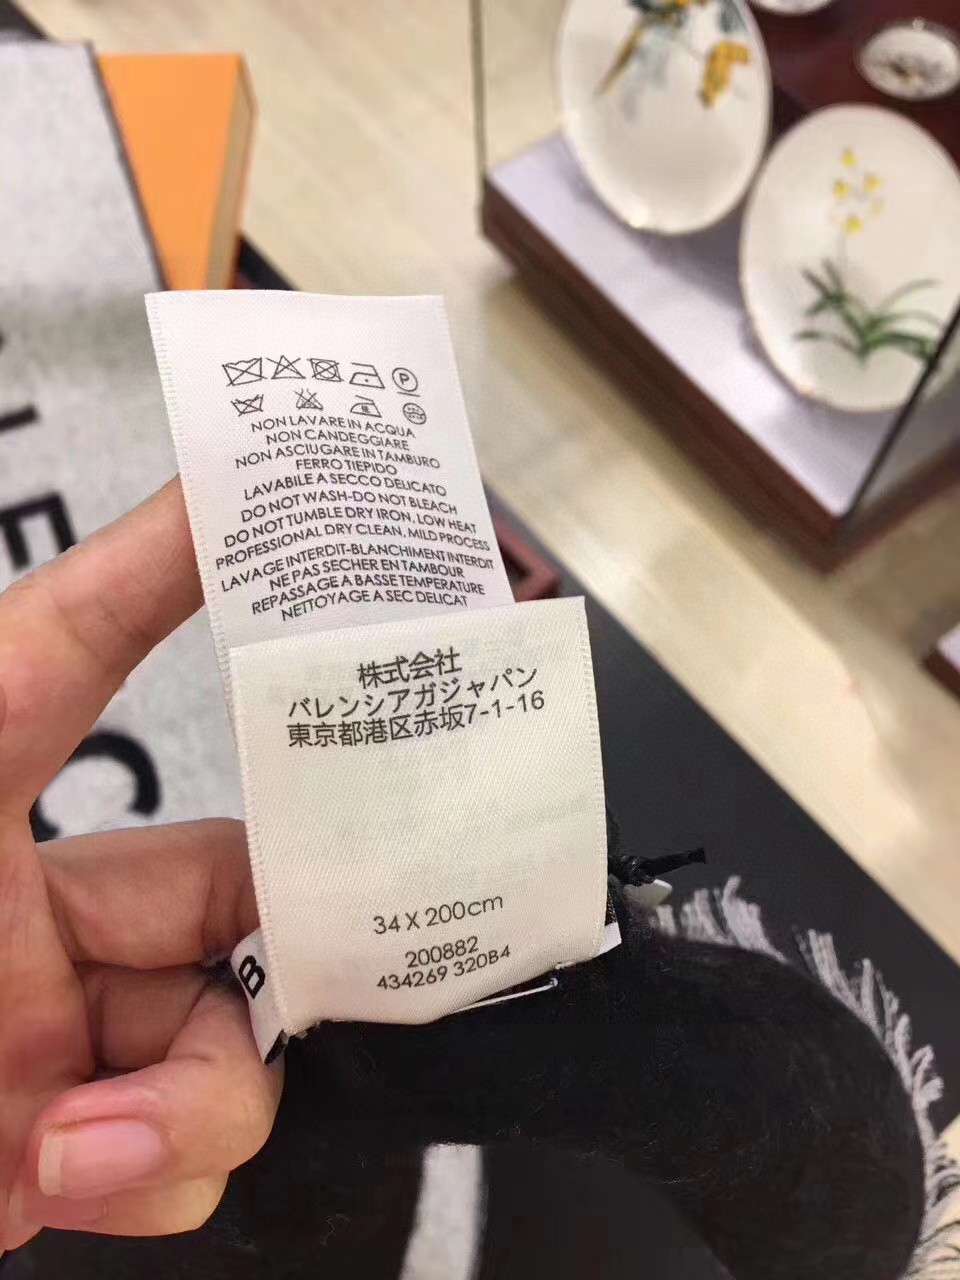 P
NON LAVARE IN ACQUA
NON CANDEGGIARE
NON ASCIUGARE IN TAMBURO
FERRO TIEPIDO
LAVABILE A SECCO DELICATO
DO NOT WASH-DO NOT BLEACH
DO NOT TUMBLE DRY IRON, LOW HEAT
PROFESSIONAL DRY CLEAN, MILD PROCESS
LAVAGE INTERDIT-BLANCHIMENT INTERDIT
NE PAS SECHER EN TAMBOUR
REPASSAGE A BASSE TEMPERATURE
NETTOYAGE A SEC DELICAT
株式会社
バレンシアガジャパン
東京都港区赤坂7-1-16
34 X 200cm
200882
434269 320B4
B